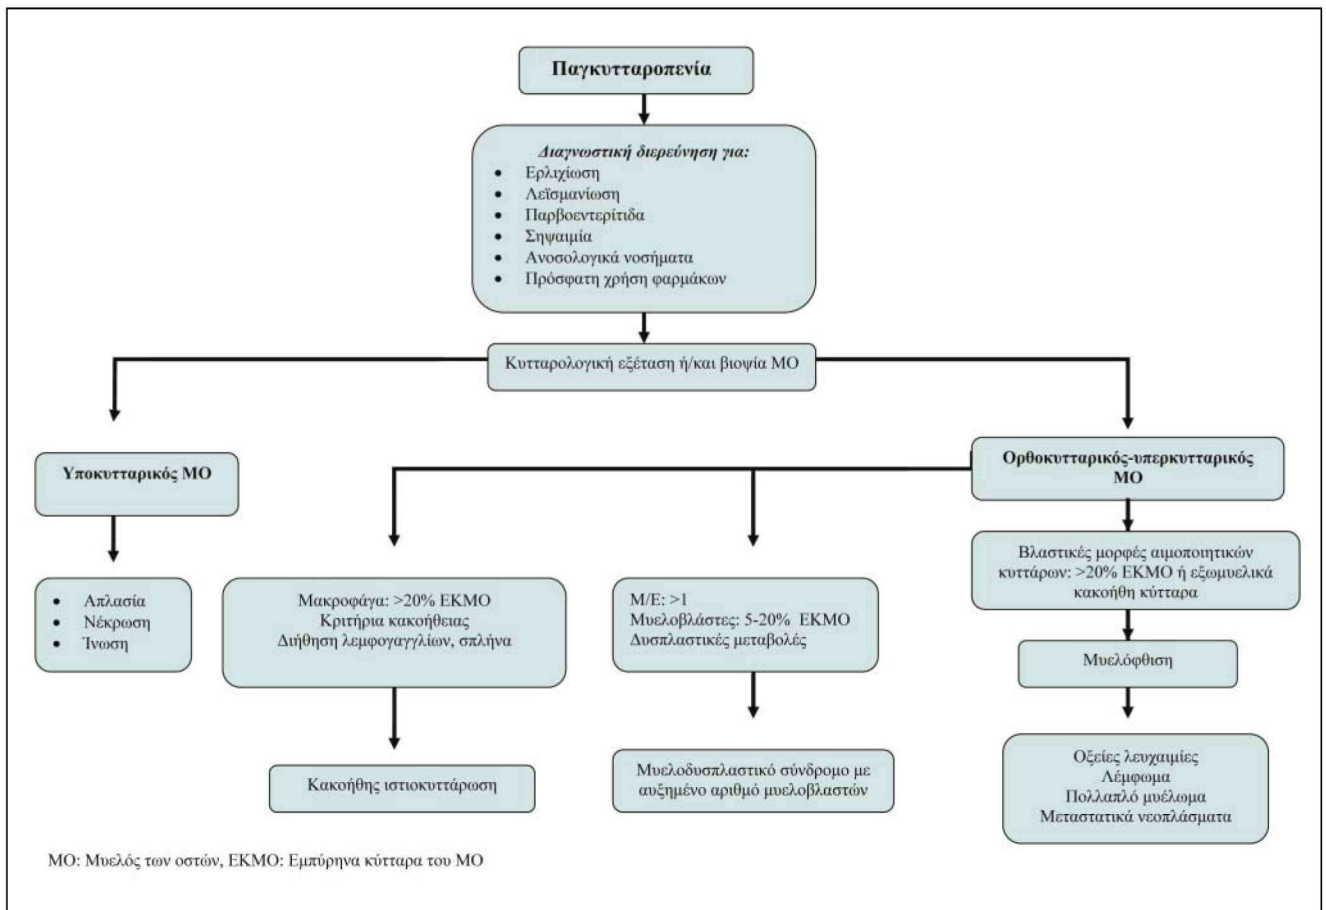 Παγκυτταροπενία
Διαγνωστική διερεύνηση για:
• Ερλιχίωση
• Λεϊσμανίωση
• Παρβοεντερίτιδα
• Σηψαιμία
• Ανοσολογικά νοσήματα
• Πρόσφατη χρήση φαρμάκων
Κυτταρολογική εξέταση ή/και βιοψία ΜΟ
Υποκυτταρικός ΜΟ
Ορθοκυτταρικός-υπερκυτταρικός
ΜΟ
• Απλασία
• Νέκρωση
• Ίνωση
Μακροφάγα: >20% ΕΚΜΟ
Κριτήρια κακοήθειας
Διήθηση λεμφογαγγλίων, σπλήνα
Μ/Ε: >1
Μυελοβλάστες: 5-20% ΕΚΜΟ
Δυσπλαστικές μεταβολές
Βλαστικές μορφές αιμοποιητικών
κυττάρων: >20% ΕΚΜΟ ή εξωμυελικά
κακοήθη κύτταρα
Μυελόφθιση
Κακοήθης ιστιοκυττάρωση
Μυελοδυσπλαστικό σύνδρομο με
αυξημένο αριθμό μυελοβλαστών
Οξείες λευχαιμίες
Λέμφωμα
Πολλαπλό μυέλωμα
Μεταστατικά νεοπλάσματα
ΜΟ: Μυελός των οστών, ΕΚΜΟ: Εμπύρηνα κύτταρα του ΜΟ